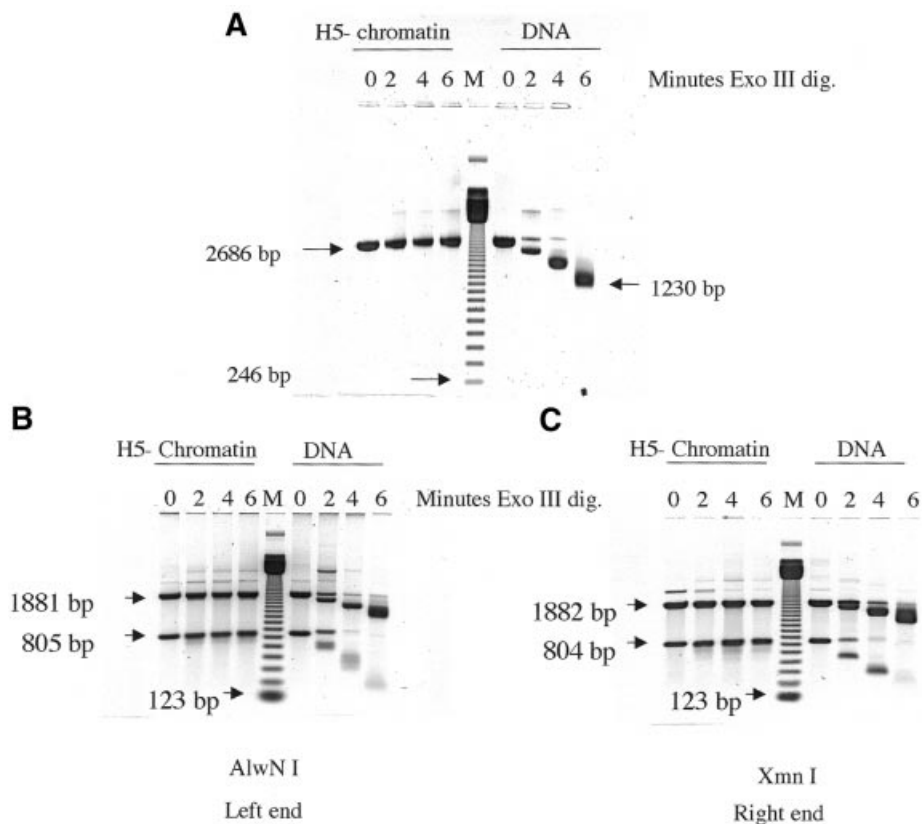 A
H5- chromatin DNA
0 2 4 6 M 0 2 4 6 Minutes Exo III dig.
2686 bp
1230 bp
246 bp
B
H5- Chromatin DNA
0 2 4 6 M 0 2 4 6 Minutes Exo III dig.
1881 bp
805 bp
123 bp
AlwN I
Left end
C
H5- Chromatin DNA
0 2 4 6 M 0 2 4 6
1882 bp
804 bp
123 bp
Xmn I
Right end